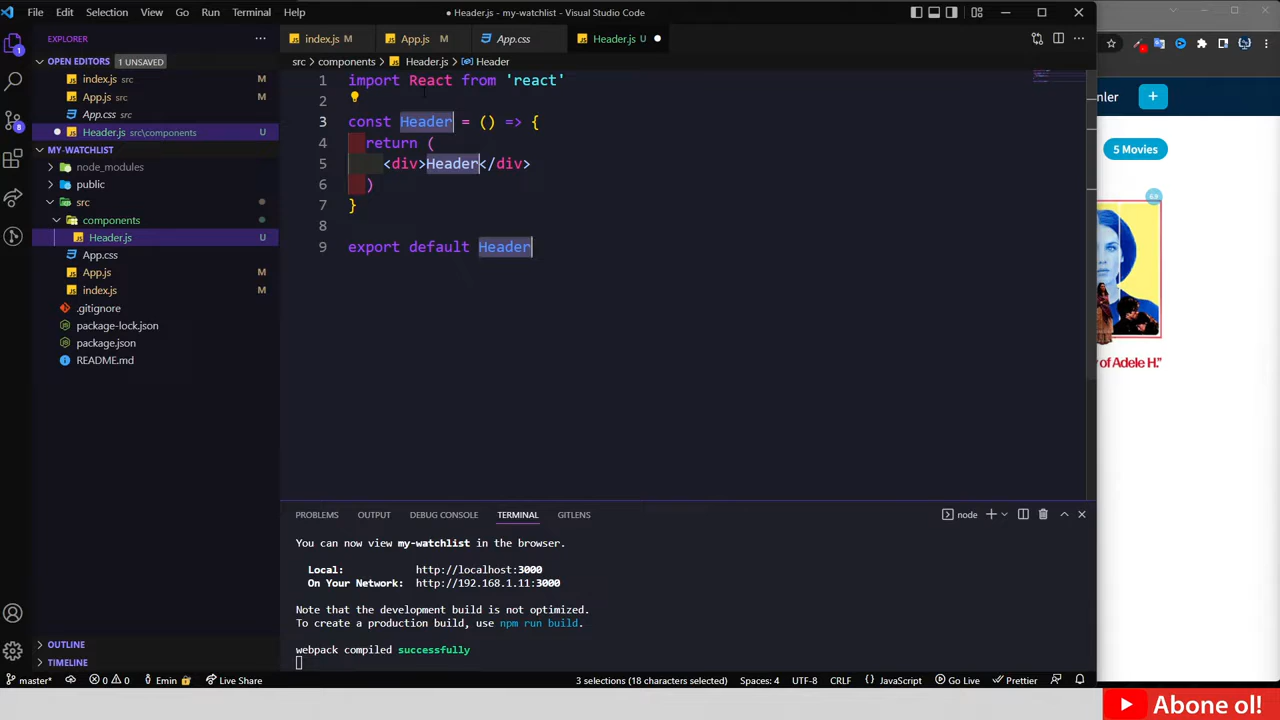 File Edit Selection View Go Run Terminal Help
● Header.js - my-watchlist - Visual Studio Code
EXPLORER
index.js M App.js M App.css Header.js U
OPEN EDITORS 1 UNSAVED
index.js src M
App.js src M
App.css src
Header.js src\components U
MY-WATCHLIST
node_modules
public
src
components
Header.js U
App.css
App.js M
index.js M
.gitignore
package-lock.json
package.json
README.md
OUTLINE
TIMELINE
1
8
src > components > Header.js > Header
1 import React from 'react'
2
3 const Header = () => {
4 return (
5 <div>Header</div>
6 )
7 }
8
9 export default Header
PROBLEMS OUTPUT DEBUG CONSOLE TERMINAL GITLENS
node
You can now view my-watchlist in the browser.
Local: http://localhost:3000
On Your Network: http://192.168.1.11:3000
Note that the development build is not optimized.
To create a production build, use npm run build.
webpack compiled successfully
master* 0 0 Emin Live Share 3 selections (18 characters selected) Spaces: 4 UTF-8 CRLF {} JavaScript Go Live Prettier
nler +
5 Movies
of Adele H."
Abone ol!